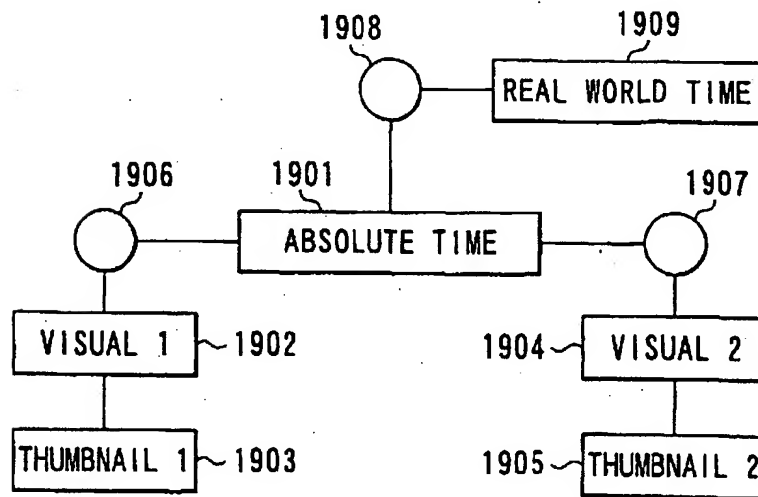 1908
1909
REAL WORLD TIME
1906
1901
1907
ABSOLUTE TIME
VISUAL 1
1902
1904
VISUAL 2
THUMBNAIL 1
1903
1905
THUMBNAIL 2